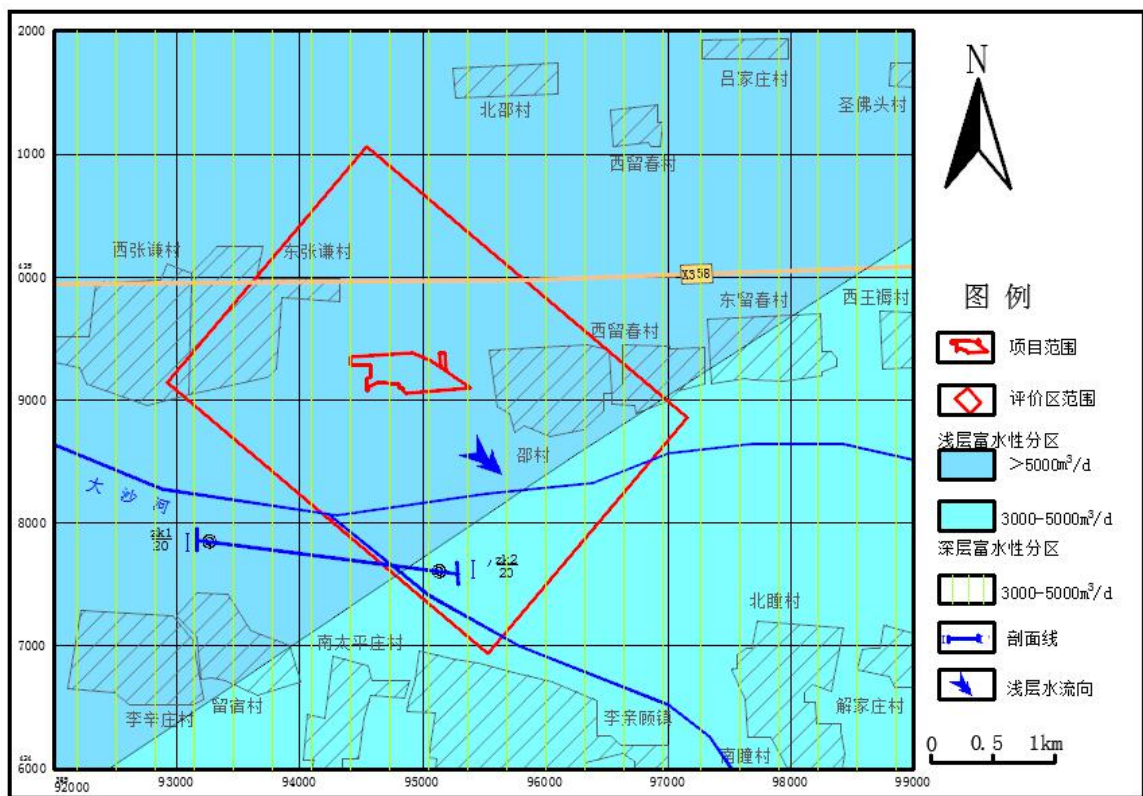 2000
1000
0000
9000
8000
7000
6000
92000
93000
94000
95000
96000
97000
98000
99000
吕家庄村
北邵村
圣佛头村
西留春村
西张谦村
东张谦村
X358
东留春村
西王褥村
西留春村
邵村
大沙河
zk1
20
I
I'
zk2
20
北疃村
南太平庄村
李辛庄村
留宿村
李亲顾镇
解家庄村
南疃村
N
图例
项目范围
评价区范围
浅层富水性分区
>5000m³/d
3000-5000m³/d
深层富水性分区
3000-5000m³/d
剖面线
浅层水流向
0 0.5 1km